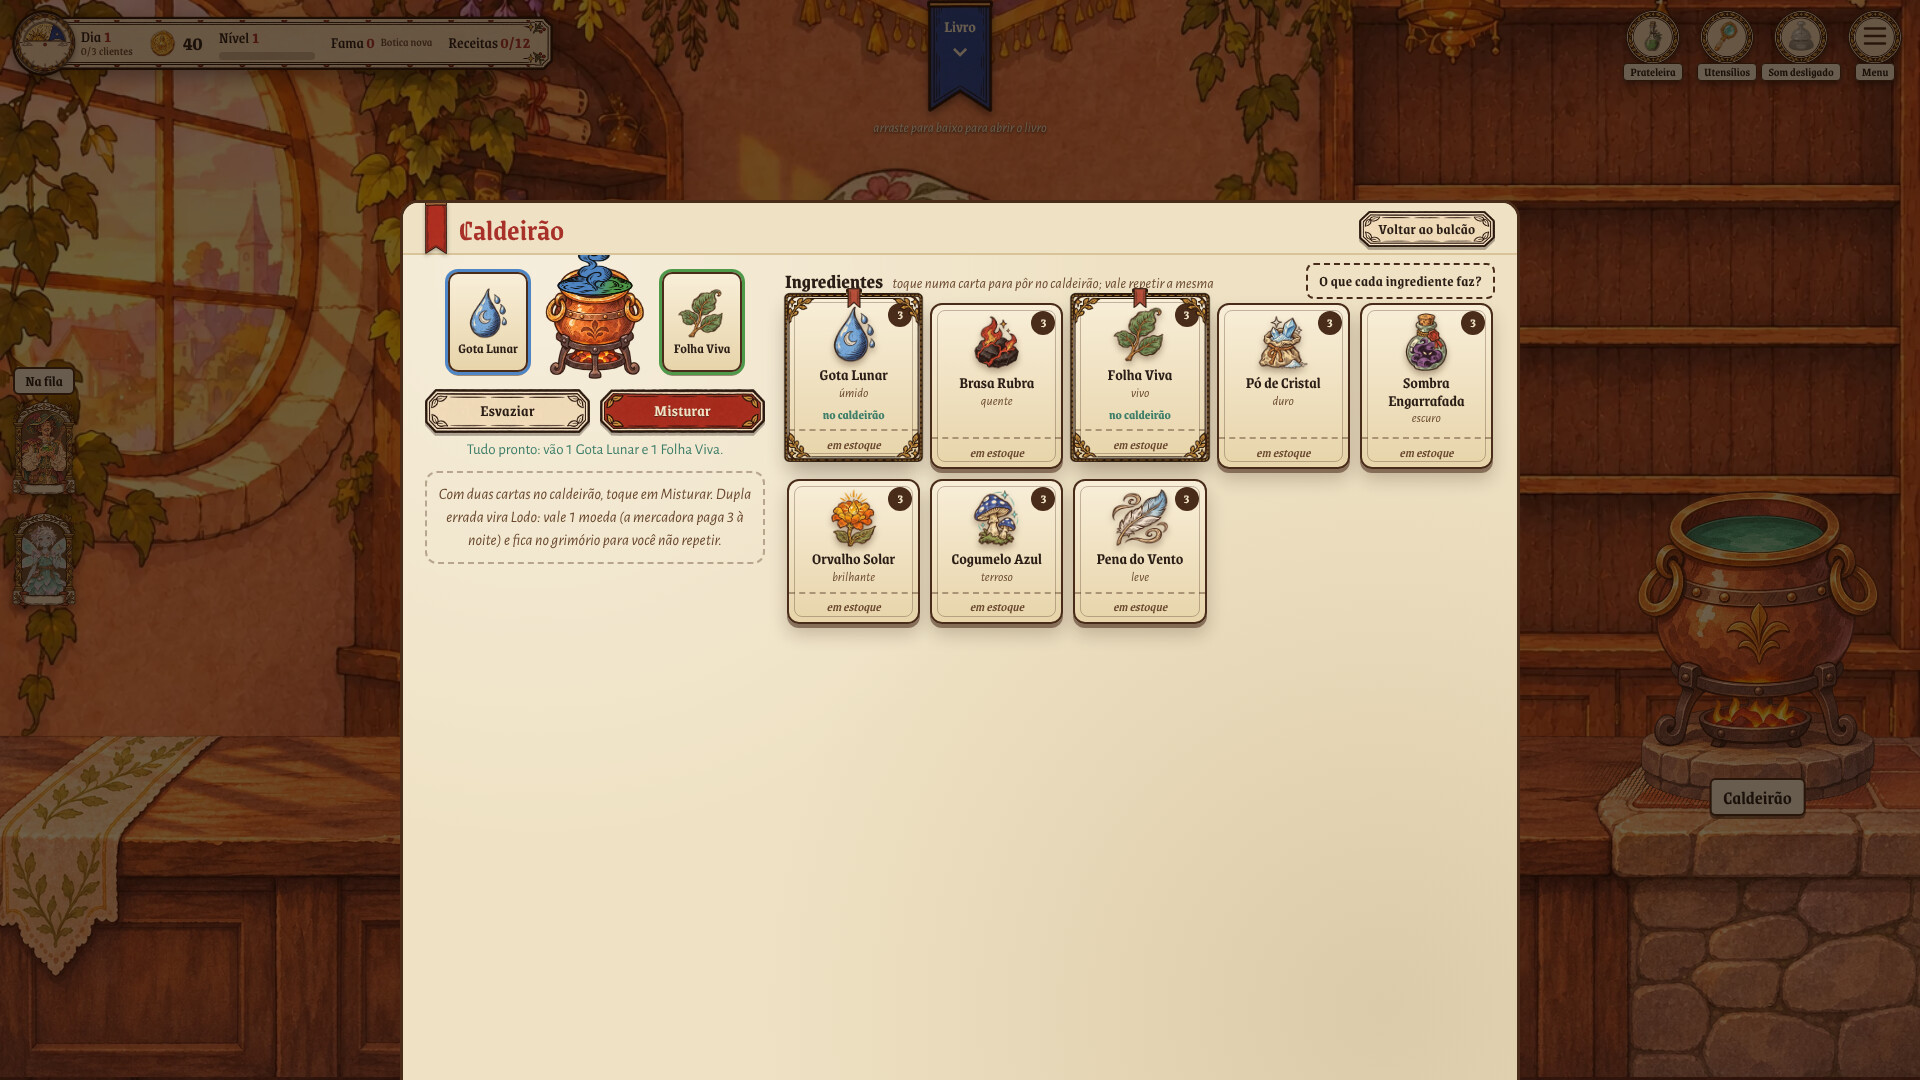 Dia 1
0/3 clientes
40
Nível 1
Fama 0 Botica nova
Receitas 0/12
Livro
arraste para baixo para abrir o livro
Prateleira
Utensílios
Som desligado
Menu
Na fila
Caldeirão
Voltar ao balcão
Gota Lunar
Folha Viva
Esvaziar
Misturar
Tudo pronto: vão 1 Gota Lunar e 1 Folha Viva.
Com duas cartas no caldeirão, toque em Misturar. Dupla
errada vira Lodo: vale 1 moeda (a mercadora paga 3 à
noite) e fica no grimório para você não repetir.
Ingredientes toque numa carta para pôr no caldeirão; vale repetir a mesma
O que cada ingrediente faz?
3
Gota Lunar
úmido
no caldeirão
em estoque
3
Brasa Rubra
quente
em estoque
3
Folha Viva
vivo
no caldeirão
em estoque
3
Pó de Cristal
duro
em estoque
3
Sombra
Engarrafada
escuro
em estoque
3
Orvalho Solar
brilhante
em estoque
3
Cogumelo Azul
terroso
em estoque
3
Pena do Vento
leve
em estoque
Caldeirão